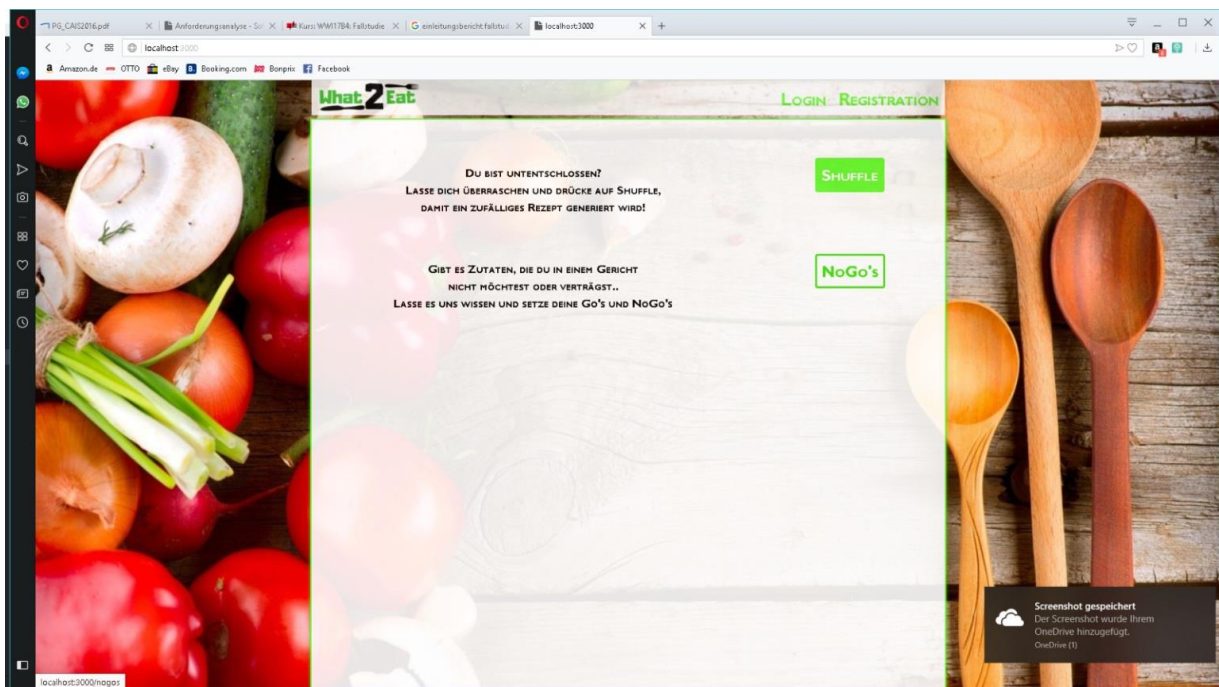 PG_CAIS2016.pdf
Anforderungsanalyse - Sof
Kurs: WWI17B4: Fallstudie
einleitungsbericht fallstudi
localhost:3000
localhost:3000
Amazon.de OTTO eBay Booking.com Bonprix Facebook
What2Eat
Login Registration
Du bist untentschlossen?
Lasse dich überraschen und drücke auf Shuffle,
damit ein zufälliges Rezept generiert wird!
Shuffle
Gibt es Zutaten, die du in einem Gericht
nicht möchtest oder verträgst..
Lasse es uns wissen und setze deine Go's und NoGo's
NoGo's
Screenshot gespeichert
Der Screenshot wurde Ihrem
OneDrive hinzugefügt.
OneDrive (1)
localhost:3000/nogos